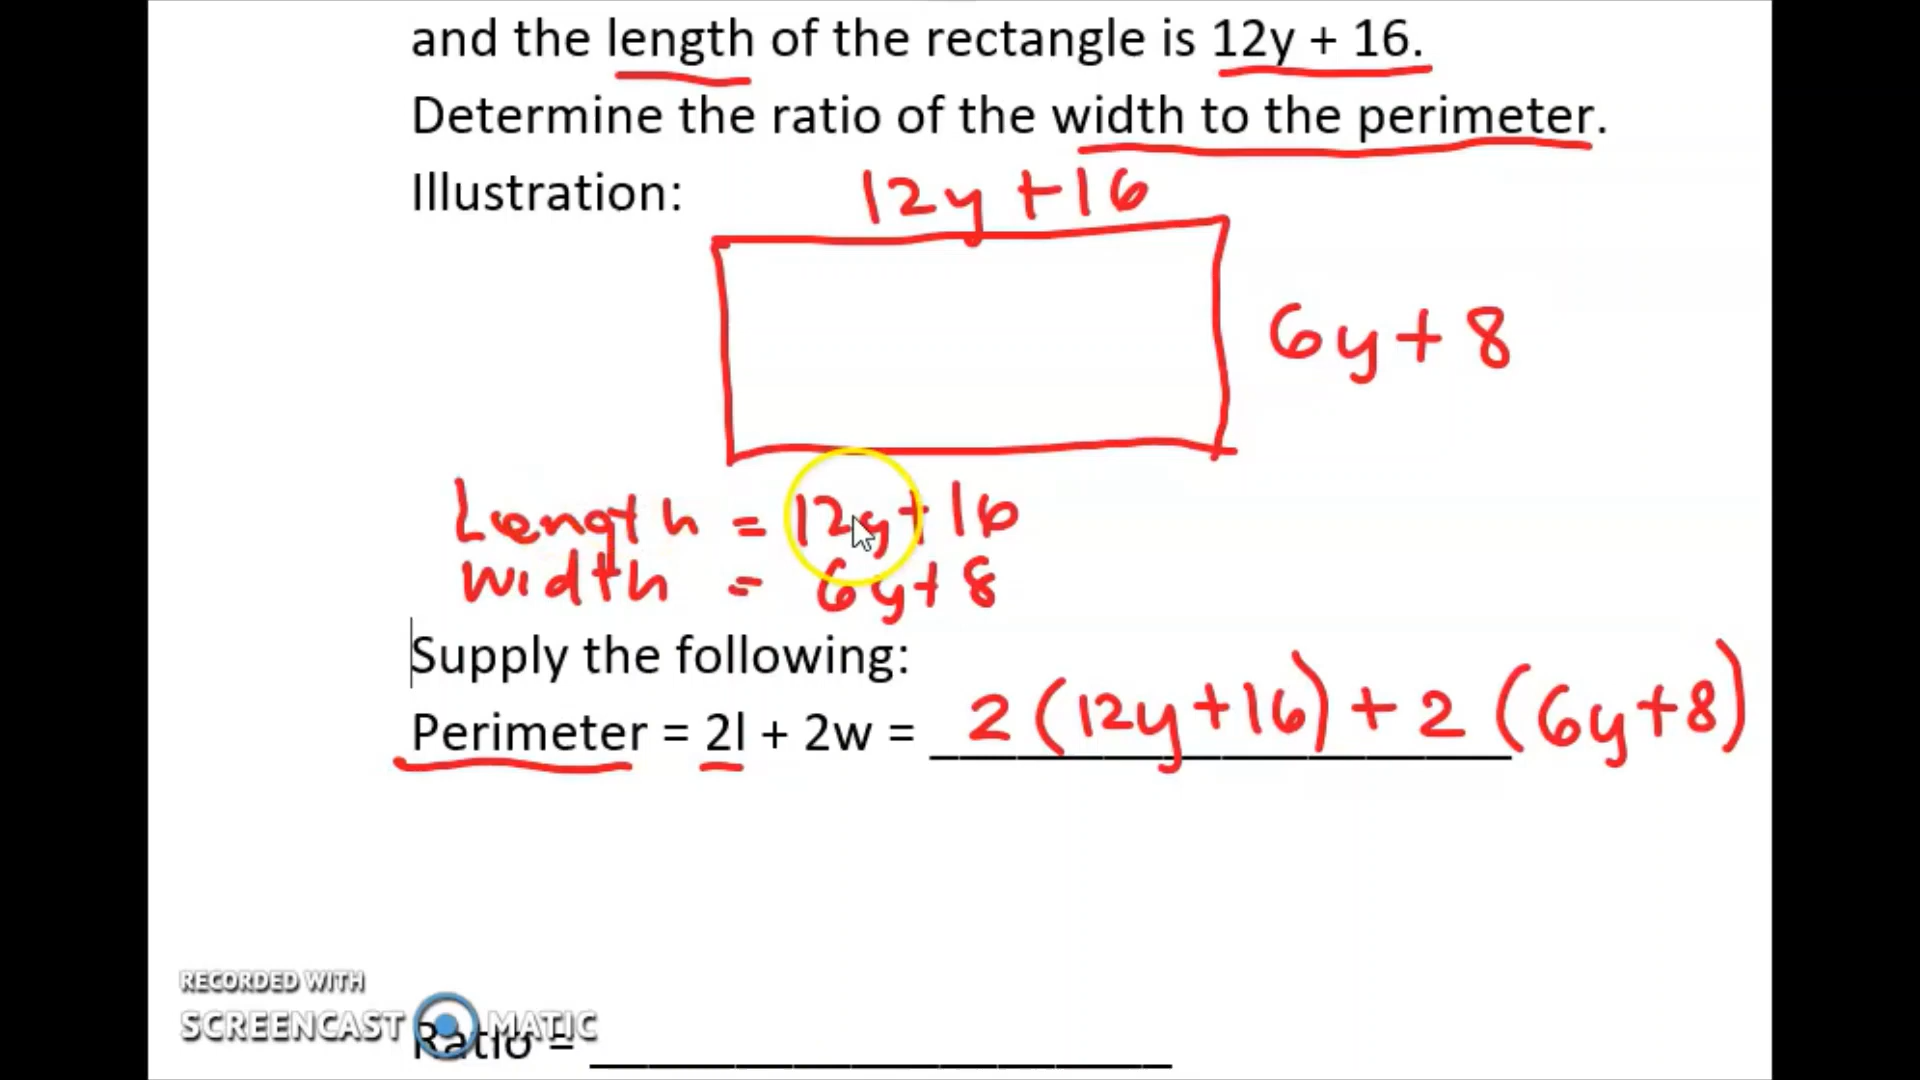 and the length of the rectangle is 12y + 16.
Determine the ratio of the width to the perimeter.
Illustration:
12y +16
6y+8
Length = 12y+16
Width = 6y+8
Supply the following:
Perimeter = 2l + 2w = 2(12y+16)+2(6y+8)
RECORDED WITH
SCREENCAST MATIC
Ratio =